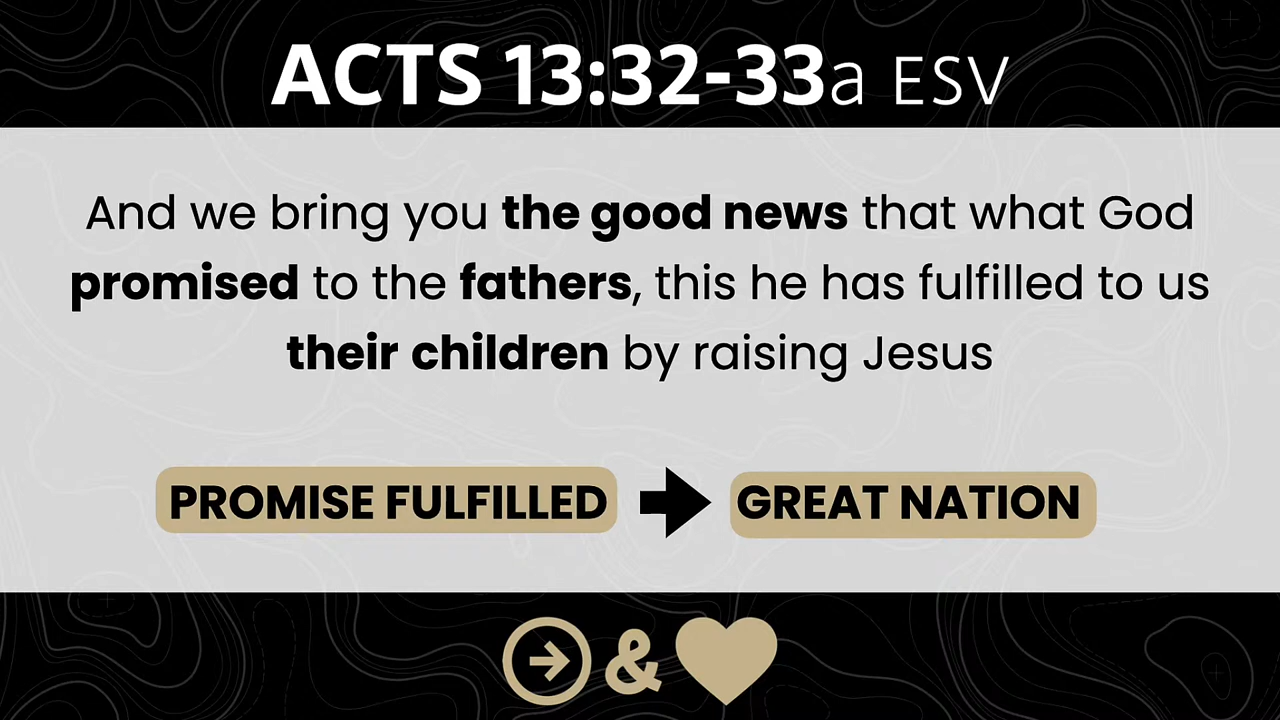 ACTS 13:32-33a ESV
And we bring you the good news that what God
promised to the fathers, this he has fulfilled to us
their children by raising Jesus
PROMISE FULFILLED
GREAT NATION
&